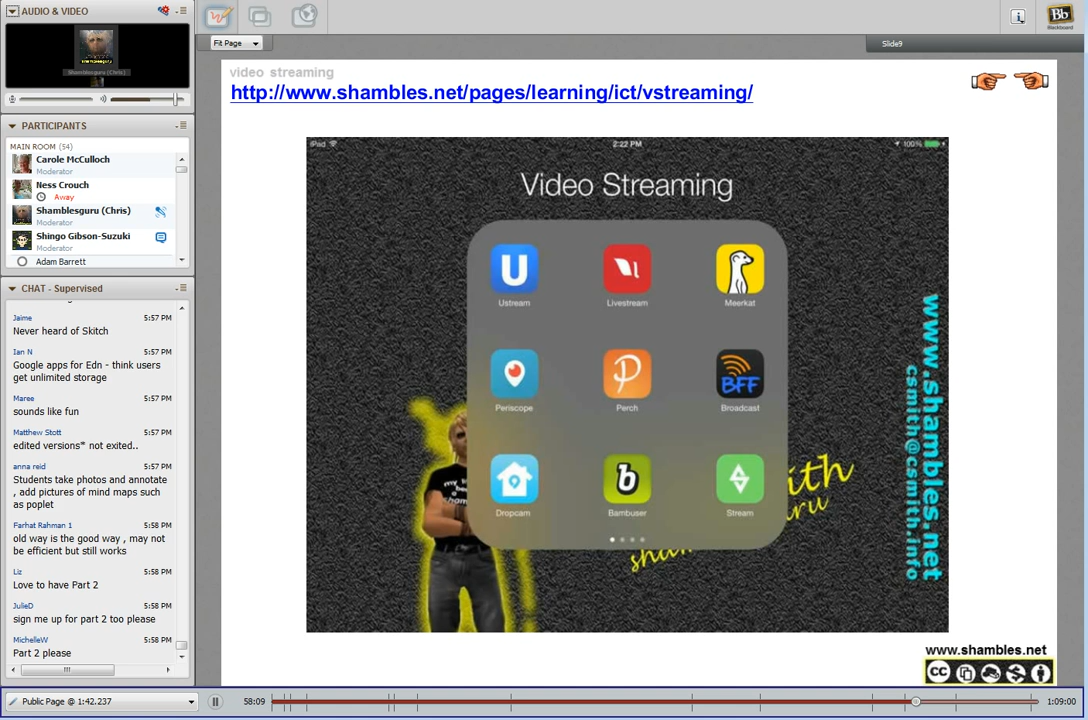 AUDIO & VIDEO
Shamblesguru (Chris)
PARTICIPANTS
MAIN ROOM (54)
Carole McCulloch
Moderator
Ness Crouch
Away
Shamblesguru (Chris)
Moderator
Shingo Gibson-Suzuki
Moderator
Adam Barrett
CHAT - Supervised
Jaime 5:57 PM
Never heard of Skitch
Ian N 5:57 PM
Google apps for Edn - think users
get unlimited storage
Maree 5:57 PM
sounds like fun
Matthew Stott 5:57 PM
edited versions* not exited..
anna reid 5:57 PM
Students take photos and annotate
, add pictures of mind maps such
as poplet
Farhat Rahman 1 5:58 PM
old way is the good way , may not
be efficient but still works
Liz 5:58 PM
Love to have Part 2
JulieD 5:58 PM
sign me up for part 2 too please
MichelleW 5:58 PM
Part 2 please
Public Page @ 1:42.237
58:09
1:09:00
Fit Page
Slide9
Bb
Blackboard
video streaming
http://www.shambles.net/pages/learning/ict/vstreaming/
iPad 2:22 PM 100%
Video Streaming
U
Ustream
Livestream
Meerkat
Periscope
Perch
BFF
Broadcast
Dropcam
b
Bambuser
Stream
www.shambles.net
csmith@csmith.info
www.shambles.net
CC